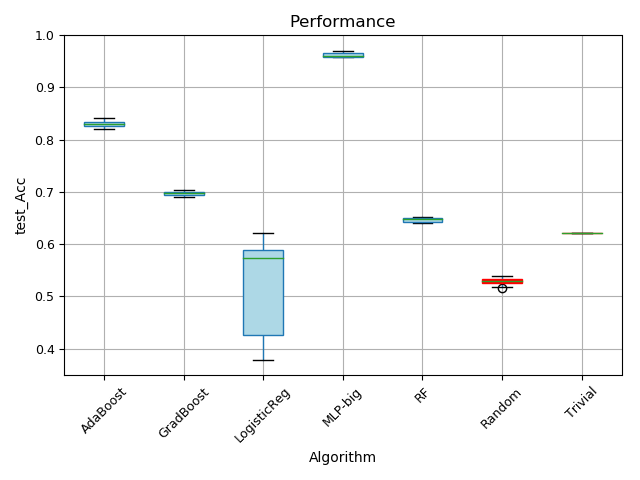 Performance
1.0
0.9
0.8
0.7
0.6
0.5
0.4
test_Acc
AdaBoost
GradBoost
LogisticReg
MLP-big
RF
Random
Trivial
Algorithm